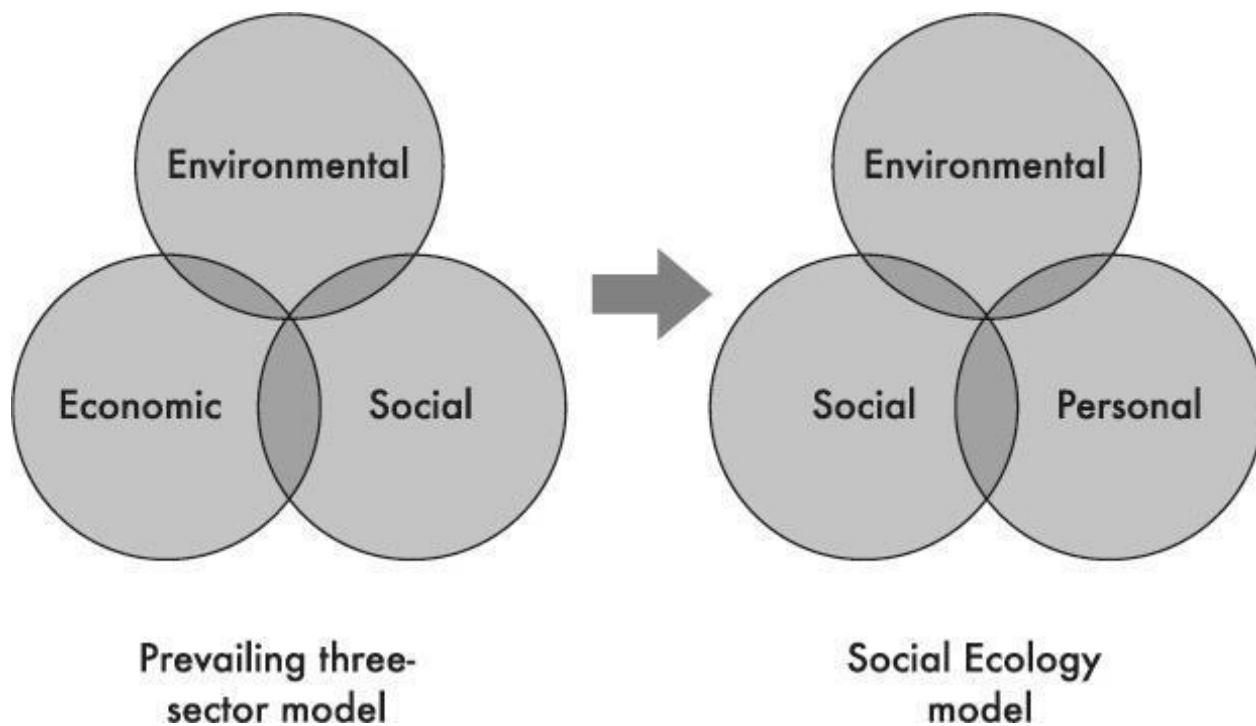 Environmental
Economic
Social
Prevailing three-
sector model
Environmental
Social
Personal
Social Ecology
model